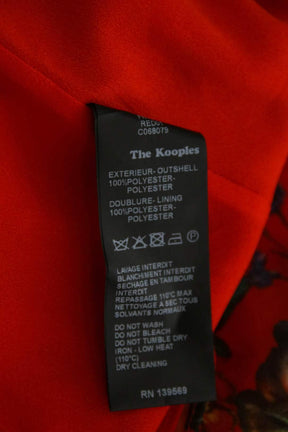 RED01
C068079
The Kooples
EXTERIEUR-OUTSHELL
100%POLYESTER-
POLYESTER
DOUBLURE- LINING
100%POLYESTER-
POLYESTER
LAVAGE INTERDIT
BLANCHIMENT INTERDIT
SECHAGE EN TAMBOUR
INTERDIT
REPASSAGE 110°C MAX
NETTOYAGE A SEC TOUS
SOLVANTS NORMAUX
DO NOT WASH
DO NOT BLEACH
DO NOT TUMBLE DRY
IRON - LOW HEAT
(110°C)
DRY CLEANING
RN 139569